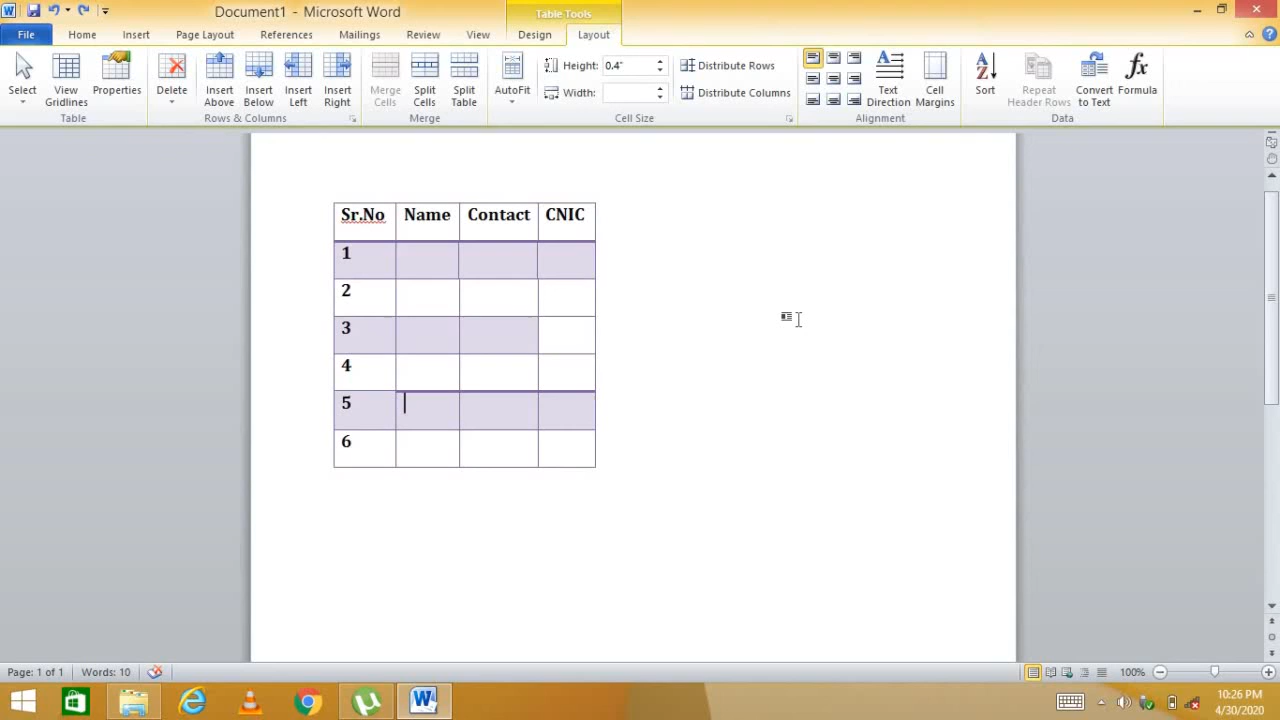 Document1 - Microsoft Word
Table Tools
File Home Insert Page Layout References Mailings Review View Design Layout
Select
View Gridlines
Properties
Delete
Insert Above
Insert Below
Insert Left
Insert Right
Merge Cells
Split Cells
Split Table
AutoFit
Height: 0.4"
Width:
Distribute Rows
Distribute Columns
Text Direction
Cell Margins
Sort
Repeat Header Rows
Convert to Text
Formula
Table Rows & Columns Merge Cell Size Alignment Data
Sr.No Name Contact CNIC
1
2
3
4
5
6
Page: 1 of 1 Words: 10 100%
10:26 PM
4/30/2020